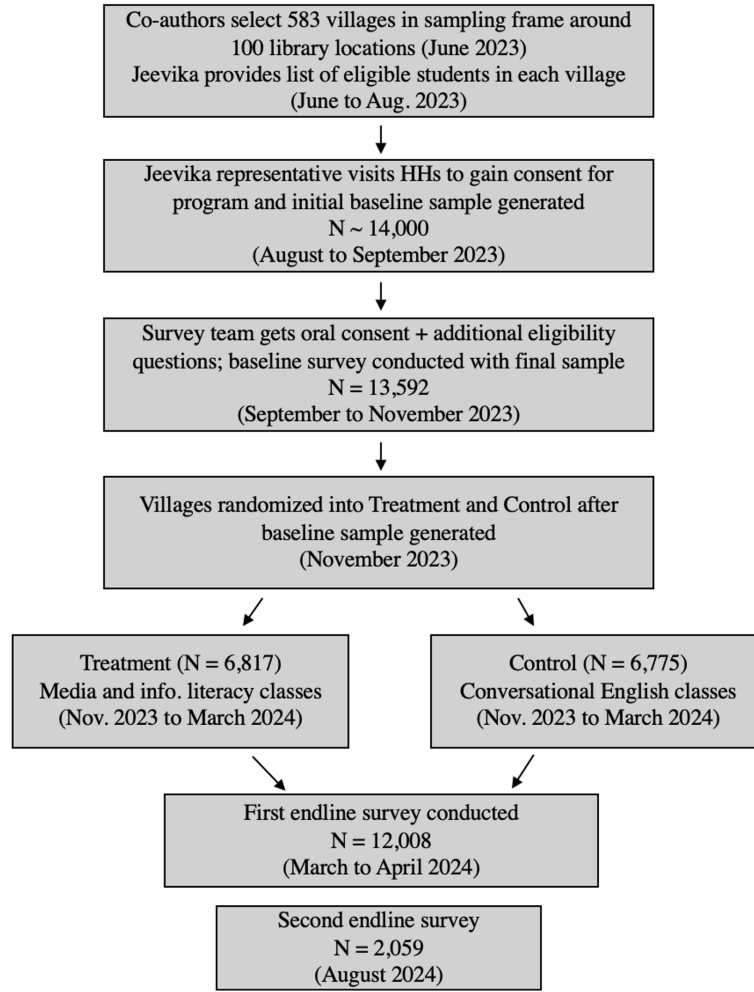 Co-authors select 583 villages in sampling frame around
100 library locations (June 2023)
Jeevika provides list of eligible students in each village
(June to Aug. 2023)
Jeevika representative visits HHs to gain consent for
program and initial baseline sample generated
N ~ 14,000
(August to September 2023)
Survey team gets oral consent + additional eligibility
questions; baseline survey conducted with final sample
N = 13,592
(September to November 2023)
Villages randomized into Treatment and Control after
baseline sample generated
(November 2023)
Treatment (N = 6,817)
Media and info. literacy classes
(Nov. 2023 to March 2024)
Control (N = 6,775)
Conversational English classes
(Nov. 2023 to March 2024)
First endline survey conducted
N = 12,008
(March to April 2024)
Second endline survey
N = 2,059
(August 2024)